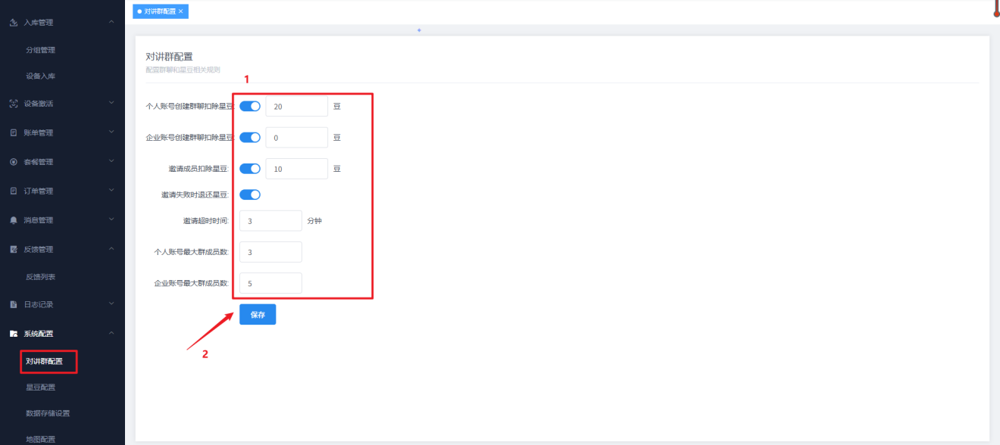 入库管理
分组管理
设备入库
设备激活
账单管理
套餐管理
订单管理
消息管理
反馈管理
反馈列表
日志记录
系统配置
对讲群配置
星豆配置
数据存储设置
地图配置
对讲群配置 ×
对讲群配置
配置群聊和星豆相关规则
1
个人账号创建群聊扣除星豆: 20 豆
企业账号创建群聊扣除星豆: 0 豆
邀请成员扣除星豆: 10 豆
邀请失败时退还星豆:
邀请超时时间: 3 分钟
个人账号最大群成员数: 3
企业账号最大群成员数: 5
保存
2